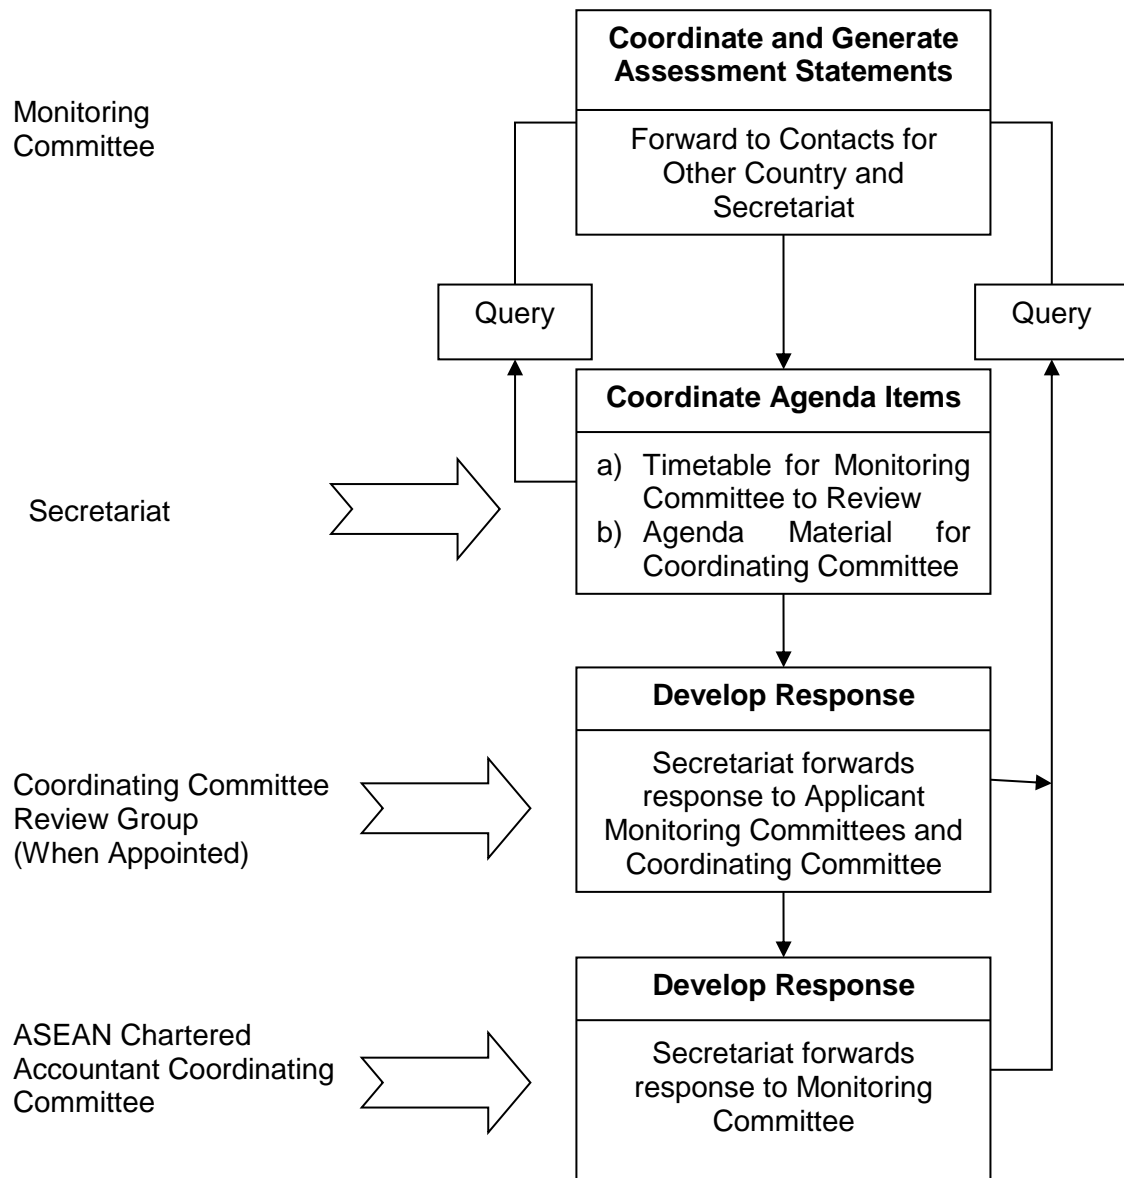 Coordinate and Generate
Assessment Statements
Monitoring
Committee
Forward to Contacts for
Other Country and
Secretariat
Query
Query
Coordinate Agenda Items
a) Timetable for Monitoring
Committee to Review
b) Agenda Material for
Coordinating Committee
Secretariat
Develop Response
Coordinating Committee
Review Group
(When Appointed)
Secretariat forwards
response to Applicant
Monitoring Committees and
Coordinating Committee
Develop Response
ASEAN Chartered
Accountant Coordinating
Committee
Secretariat forwards
response to Monitoring
Committee